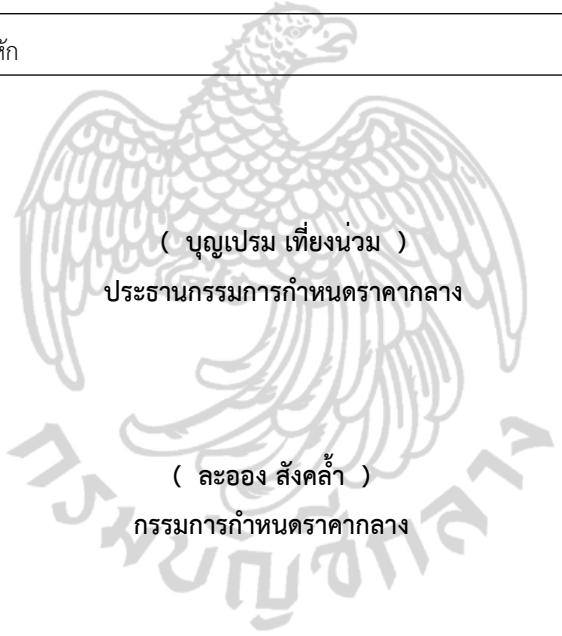 หัก
( บุญเปรม เที่ยงน่วม )
ประธานกรรมการกำหนดราคากลาง
( ละออง สังคล้ำ )
กรรมการกำหนดราคากลาง
กรมบัญชีกลาง